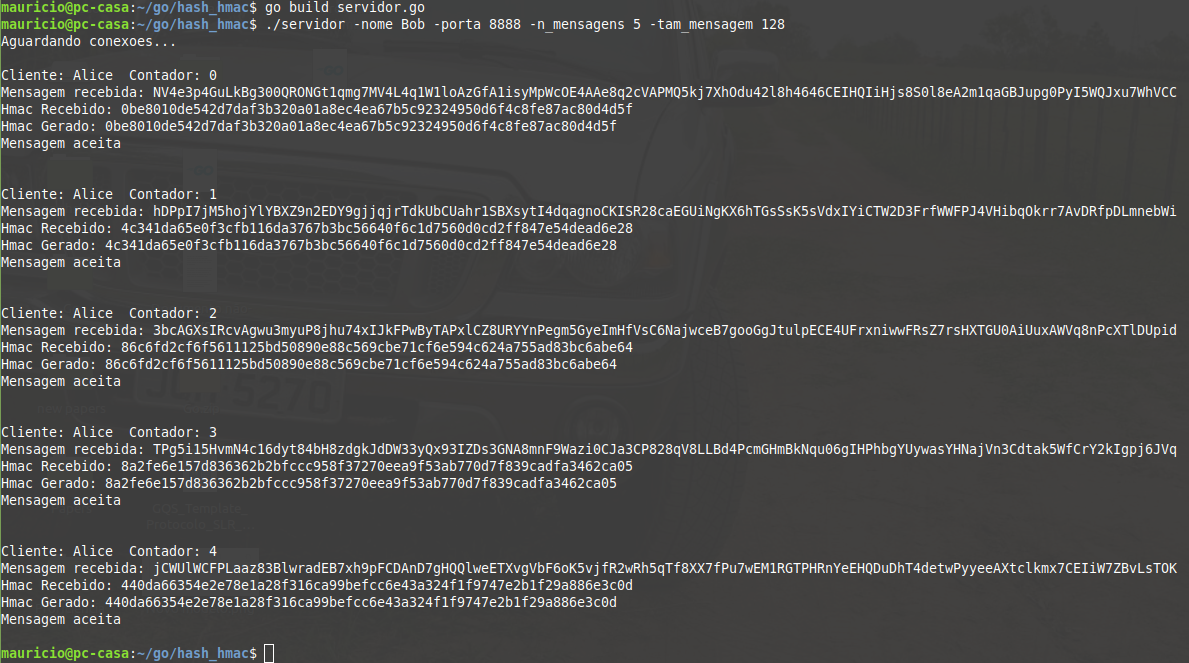 mauricio@pc-casa:~/go/hash_hmac$ go build servidor.go
mauricio@pc-casa:~/go/hash_hmac$ ./servidor -nome Bob -porta 8888 -n_mensagens 5 -tam_mensagem 128
Aguardando conexoes...
Cliente: Alice  Contador: 0
Mensagem recebida: NV4e3p4GuLkBg300QRONGt1qmg7MV4L4q1W1loAzGfA1isyMpWcOE4AAe8q2cVAPMQ5kj7XhOdu42l8h4646CEIHQIiHjs8S0l8eA2m1qaGBJupg0PyI5WQJxu7WhVCC
Hmac Recebido: 0be8010de542d7daf3b320a01a8ec4ea67b5c92324950d6f4c8fe87ac80d4d5f
Hmac Gerado: 0be8010de542d7daf3b320a01a8ec4ea67b5c92324950d6f4c8fe87ac80d4d5f
Mensagem aceita
Cliente: Alice  Contador: 1
Mensagem recebida: hDPpI7jM5hojYlYBXZ9n2EDY9gjjqjrTdkUbCUahr1SBXsytI4dqagnoCKISR28caEGUiNgKX6hTGsSsK5sVdxIYiCTW2D3FrfWWFPJ4VHibqOkrr7AvDRfpDLmnebWi
Hmac Recebido: 4c341da65e0f3cfb116da3767b3bc56640f6c1d7560d0cd2ff847e54dead6e28
Hmac Gerado: 4c341da65e0f3cfb116da3767b3bc56640f6c1d7560d0cd2ff847e54dead6e28
Mensagem aceita
Cliente: Alice  Contador: 2
Mensagem recebida: 3bcAGXsIRcvAgwu3myuP8jhu74xIJkFPwByTAPxlCZ8URYYnPegm5GyeImHfVsC6NajwceB7gooGgJtulpECE4UFrxniwwFRsZ7rsHXTGU0AiUuxAWVq8nPcXTlDUpid
Hmac Recebido: 86c6fd2cf6f5611125bd50890e88c569cbe71cf6e594c624a755ad83bc6abe64
Hmac Gerado: 86c6fd2cf6f5611125bd50890e88c569cbe71cf6e594c624a755ad83bc6abe64
Mensagem aceita
Cliente: Alice  Contador: 3
Mensagem recebida: TPg5i15HvmN4c16dyt84bH8zdgkJdDW33yQx93IZDs3GNA8mnF9Wazi0CJa3CP828qV8LLBd4PcmGHmBkNqu06gIHPhbgYUywasYHNajVn3Cdtak5WfCrY2kIgpj6JVq
Hmac Recebido: 8a2fe6e157d836362b2bfccc958f37270eea9f53ab770d7f839cadfa3462ca05
Hmac Gerado: 8a2fe6e157d836362b2bfccc958f37270eea9f53ab770d7f839cadfa3462ca05
Mensagem aceita
Cliente: Alice  Contador: 4
Mensagem recebida: jCWUlWCFPLaaz83BlwradEB7xh9pFCDAnD7gHQQlweETXvgVbF6oK5vjfR2wRh5qTf8XX7fPu7wEM1RGTPHRnYeEHQDuDhT4detwPyyeeAXtclkmx7CEIiW7ZBvLsTOK
Hmac Recebido: 440da66354e2e78e1a28f316ca99befcc6e43a324f1f9747e2b1f29a886e3c0d
Hmac Gerado: 440da66354e2e78e1a28f316ca99befcc6e43a324f1f9747e2b1f29a886e3c0d
Mensagem aceita
mauricio@pc-casa:~/go/hash_hmac$